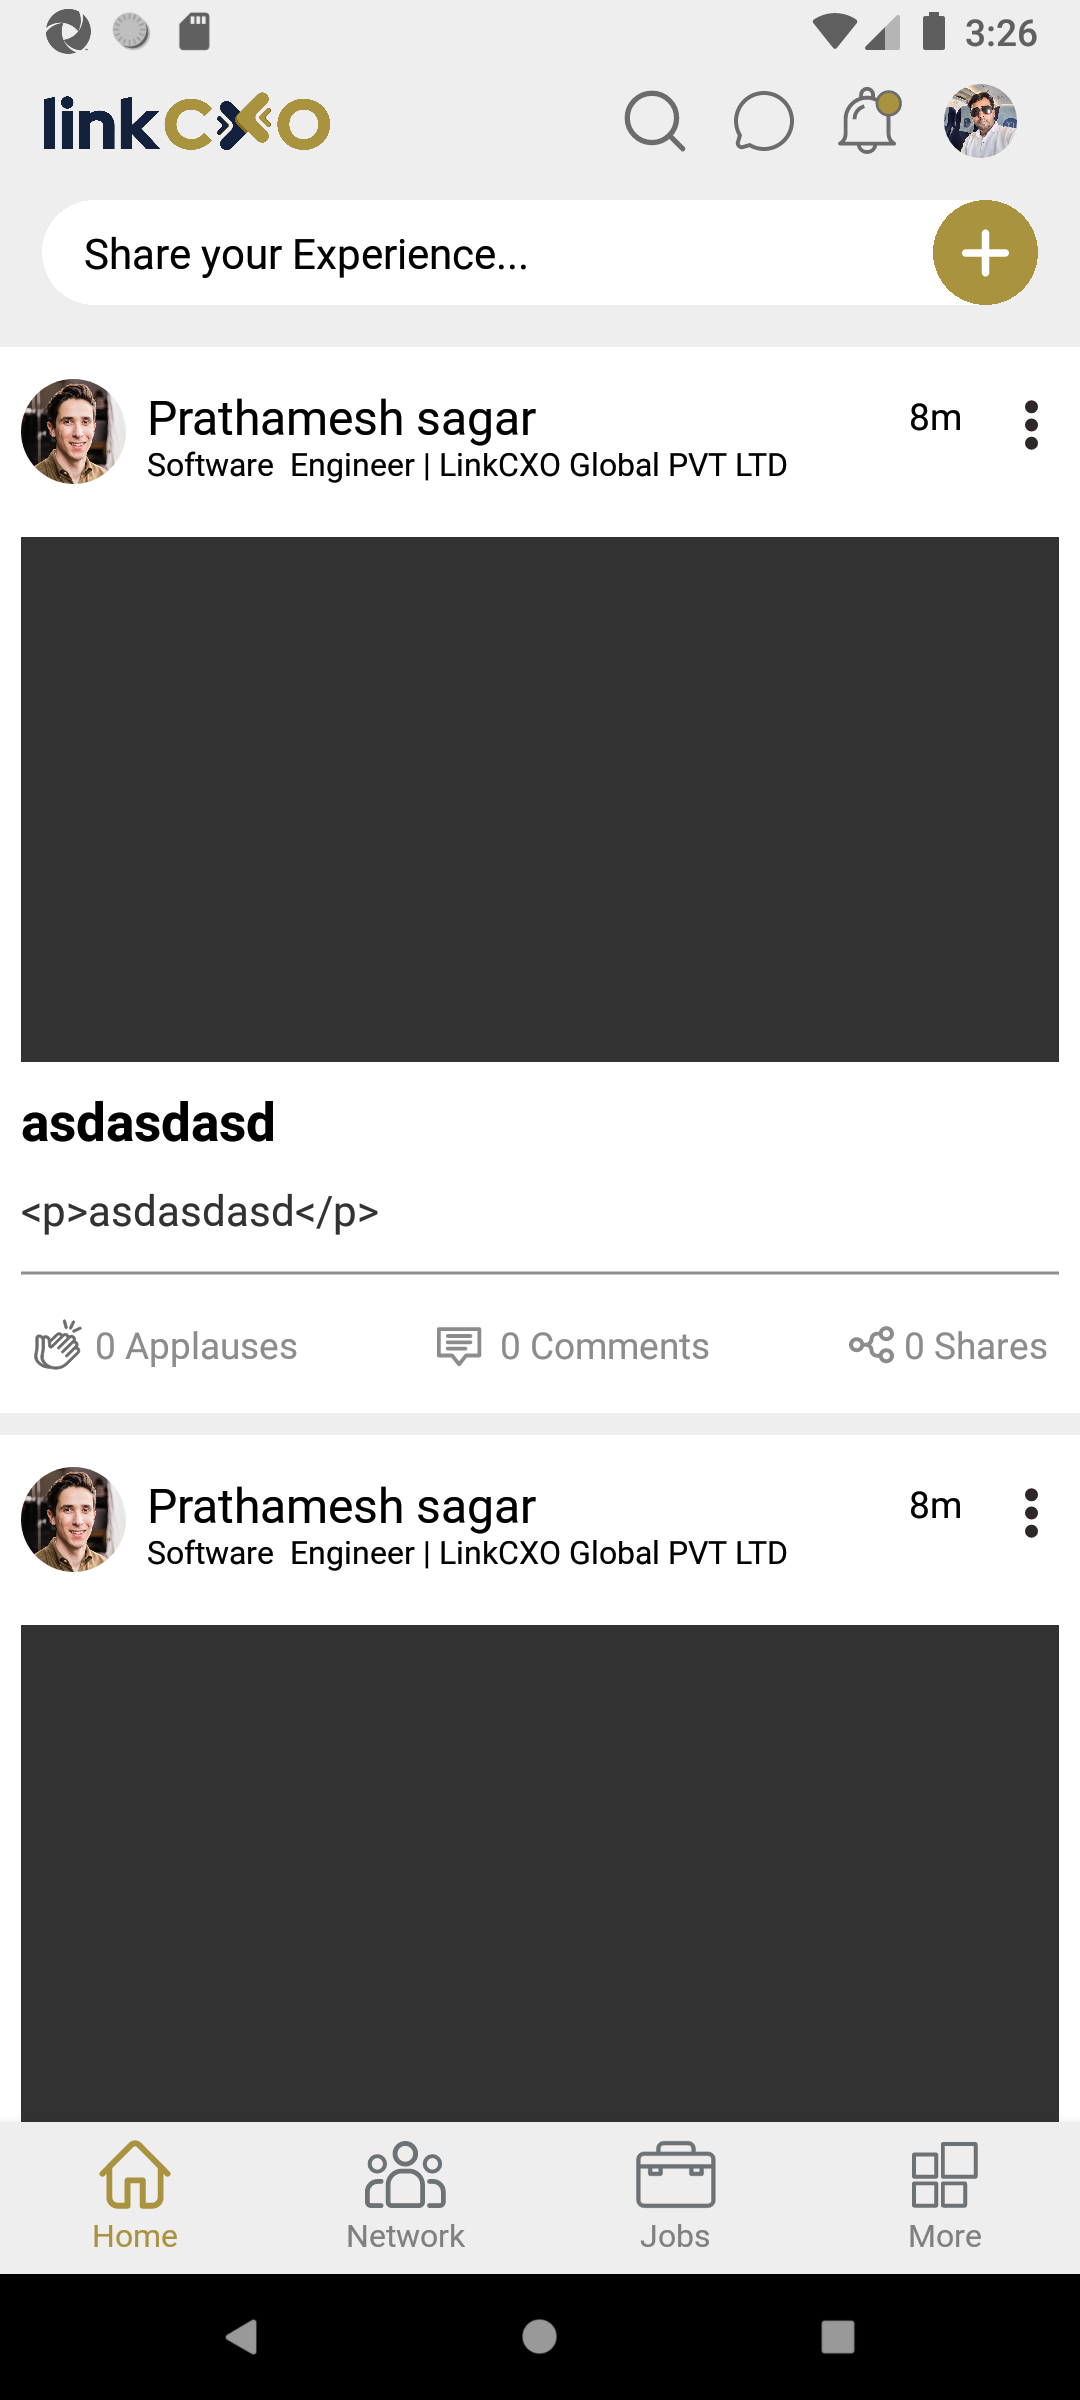 3:26
linkCXO
Share your Experience...
Prathamesh sagar
8m
Software  Engineer | LinkCXO Global PVT LTD
asdasdasd
<p>asdasdasd</p>
0 Applauses
0 Comments
0 Shares
Prathamesh sagar
8m
Software  Engineer | LinkCXO Global PVT LTD
Home
Network
Jobs
More